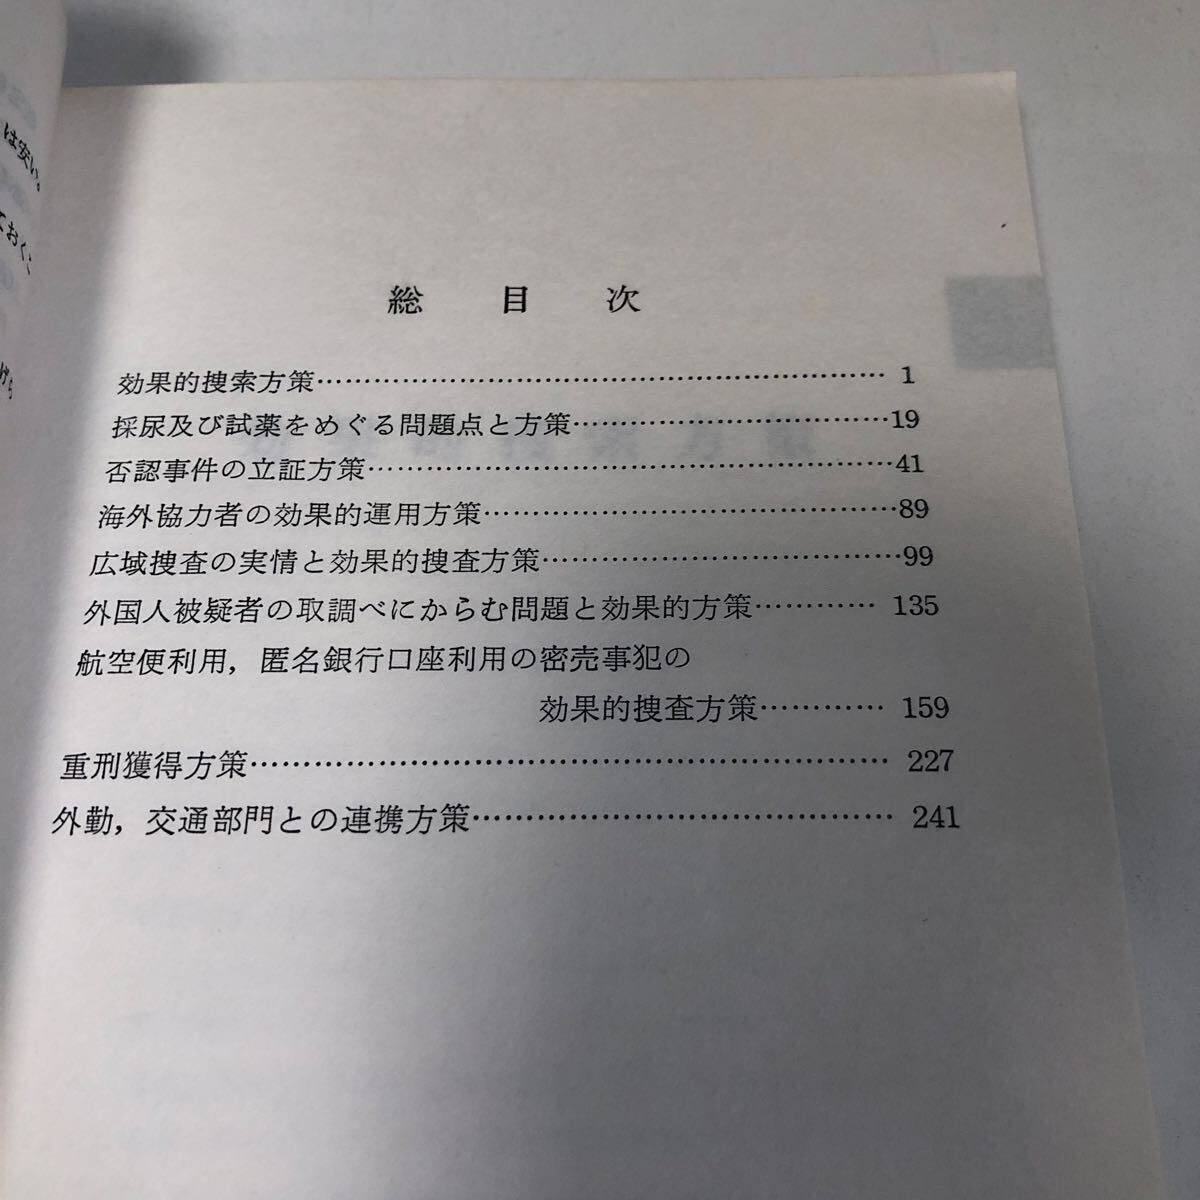 総 目 次
効果的捜索方策…………………………………………………………… 1
採尿及び試薬をめぐる問題点と方策…………………………………19
否認事件の立証方策………………………………………………………41
海外協力者の効果的運用方策……………………………………………89
広域捜査の実情と効果的捜査方策………………………………………99
外国人被疑者の取調べにからむ問題と効果的方策………… 135
航空便利用，匿名銀行口座利用の密売事犯の
効果的捜査方策………… 159
重刑獲得方策………………………………………………………………… 227
外勤，交通部門との連携方策…………………………………………… 241
は安い。
ておくこ